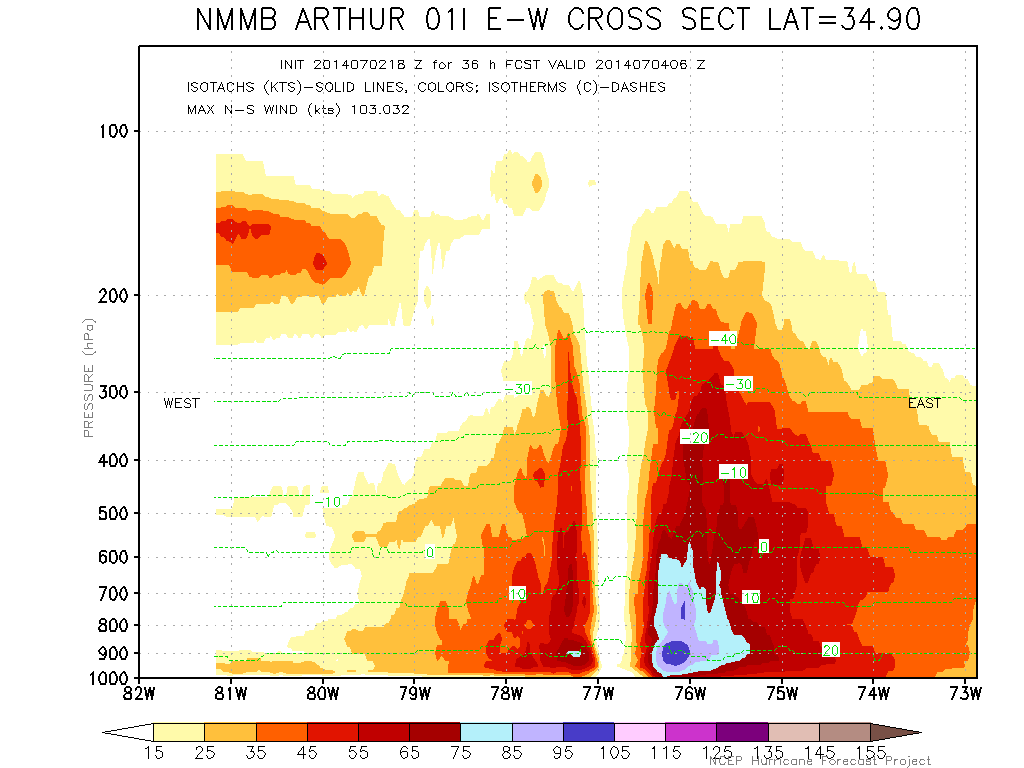 NMMB ARTHUR 01l E-W CROSS SECT LAT=34.90
INIT 2014070218 Z for 36 h FCST VALID 2014070406 Z
ISOTACHS (KTS)-SOLID LINES, COLORS; ISOTHERMS (C)-DASHES
MAX N-S WIND (kts) 103.032
100
200
-40
-30
-30
300
WEST
EAST
PRESSURE (hPa)
-20
400
-10
-10
500
0
0
600
10
10
700
800
20
900
1000
82W 81W 80W 79W 78W 77W 76W 75W 74W 73W
15 25 35 45 55 65 75 85 95 105 115 125 135 145 155
NCEP Hurricane Forecast Project